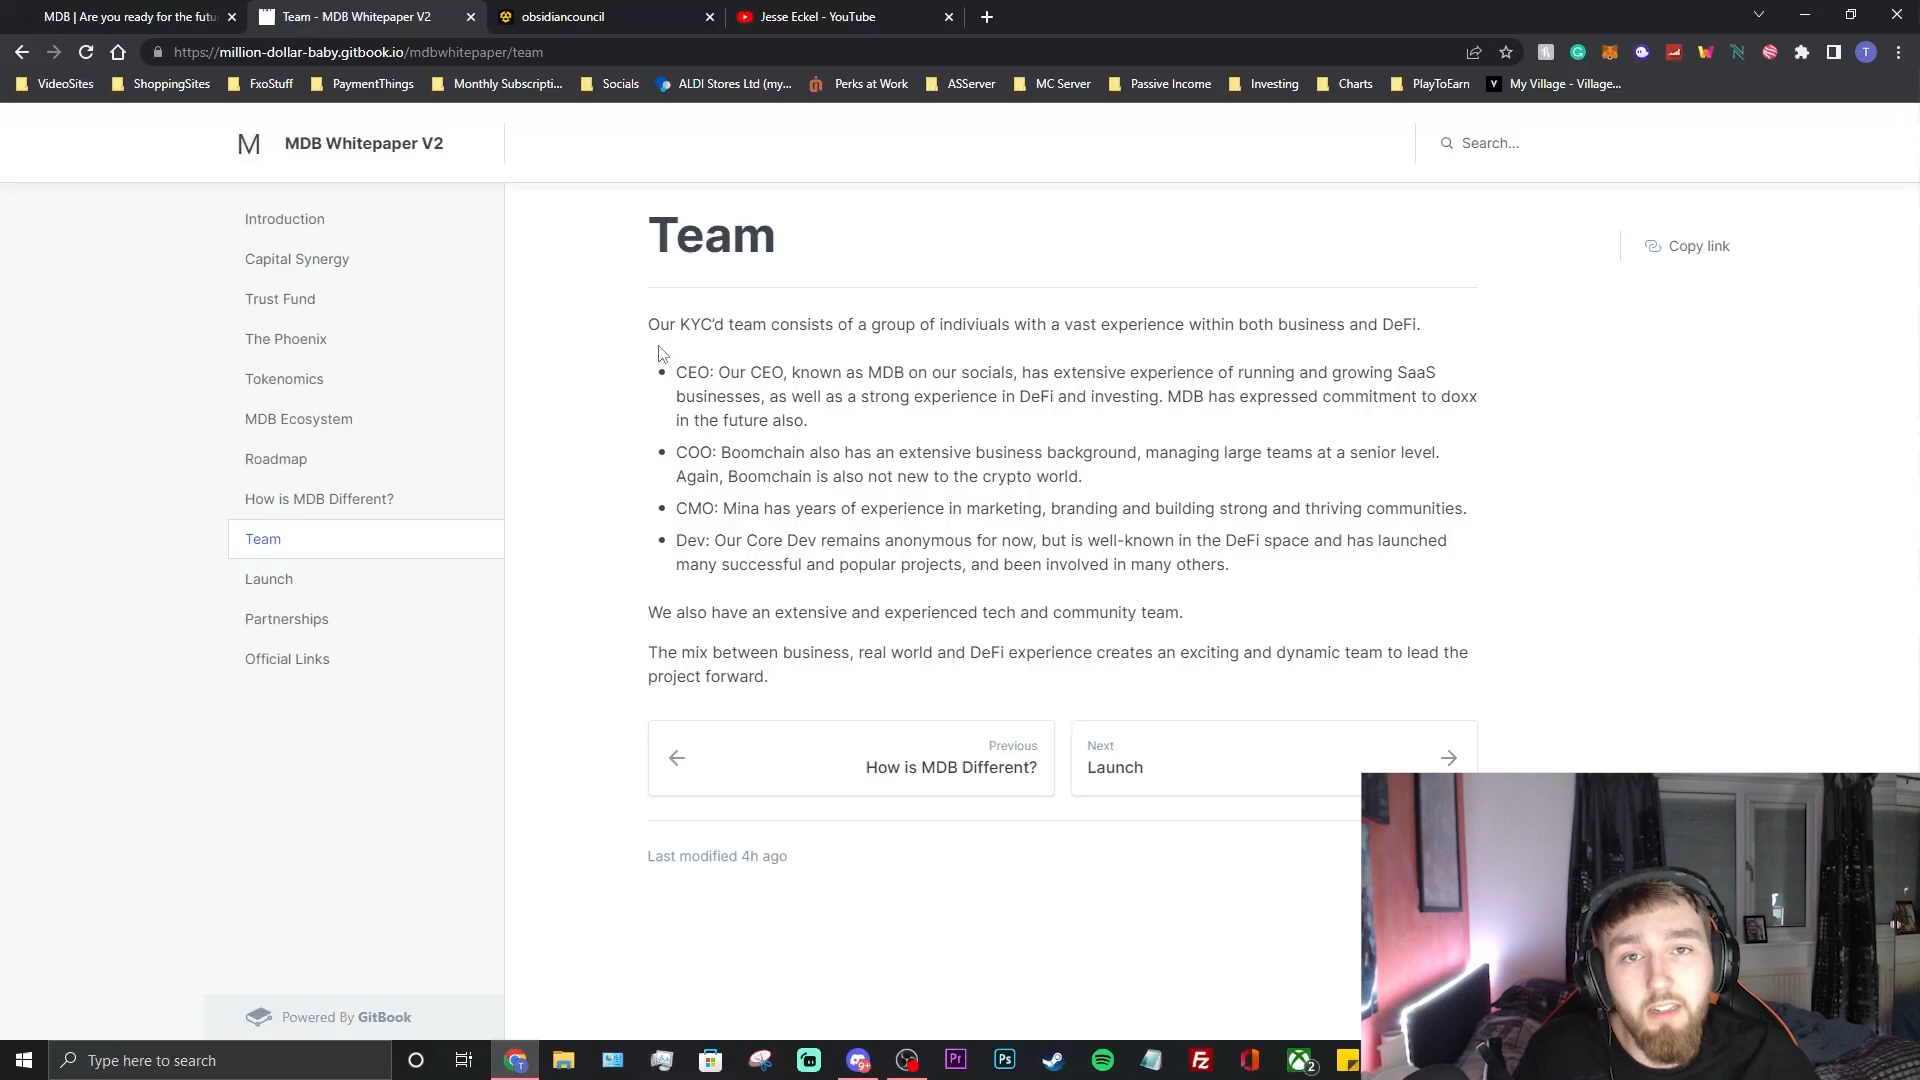 MDB | Are you ready for the futu
Team - MDB Whitepaper V2
obsidiancouncil
Jesse Eckel - YouTube
https://million-dollar-baby.gitbook.io/mdbwhitepaper/team
T
VideoSites
ShoppingSites
FxoStuff
PaymentThings
Monthly Subscripti...
Socials
ALDI Stores Ltd (my...
Perks at Work
ASServer
MC Server
Passive Income
Investing
Charts
PlayToEarn
My Village - Village...
M
MDB Whitepaper V2
Search...
Introduction
Capital Synergy
Trust Fund
The Phoenix
Tokenomics
MDB Ecosystem
Roadmap
How is MDB Different?
Team
Launch
Partnerships
Official Links
Powered By GitBook
Team
Copy link
Our KYC'd team consists of a group of indiviuals with a vast experience within both business and DeFi.
• CEO: Our CEO, known as MDB on our socials, has extensive experience of running and growing SaaS
businesses, as well as a strong experience in DeFi and investing. MDB has expressed commitment to doxx
in the future also.
• COO: Boomchain also has an extensive business background, managing large teams at a senior level.
Again, Boomchain is also not new to the crypto world.
• CMO: Mina has years of experience in marketing, branding and building strong and thriving communities.
• Dev: Our Core Dev remains anonymous for now, but is well-known in the DeFi space and has launched
many successful and popular projects, and been involved in many others.
We also have an extensive and experienced tech and community team.
The mix between business, real world and DeFi experience creates an exciting and dynamic team to lead the
project forward.
Previous
How is MDB Different?
Next
Launch
Last modified 4h ago
Type here to search
Pr
Ps
Fz
2